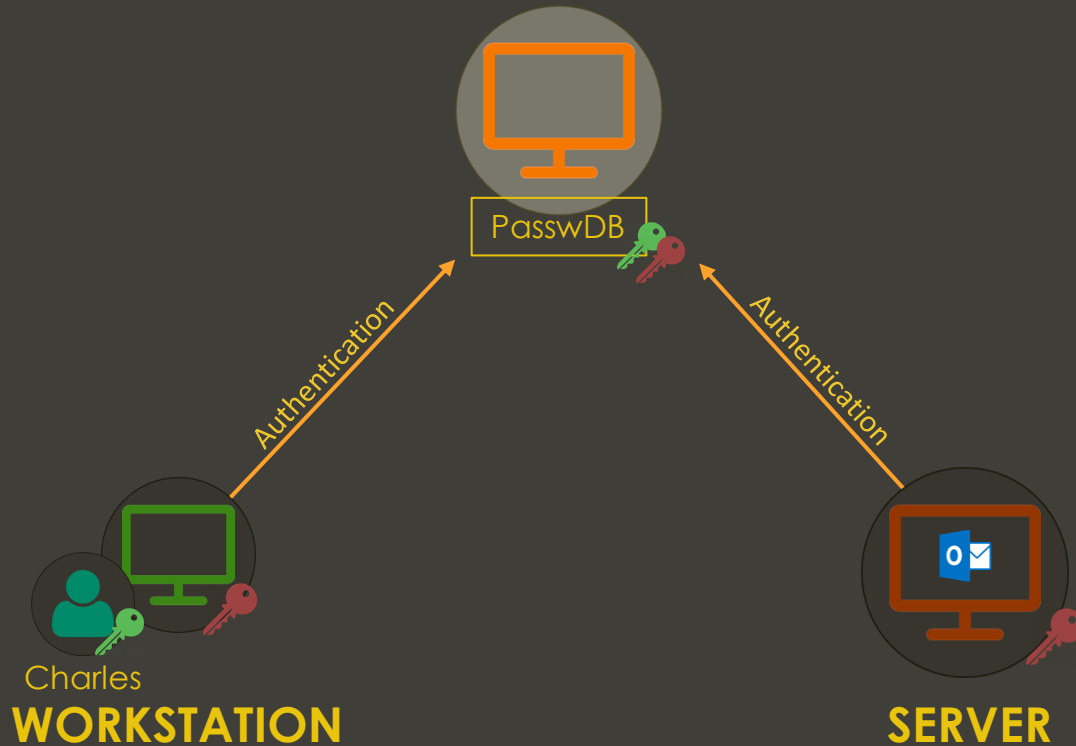 PasswDB
Authentication
Authentication
O
Charles
WORKSTATION
SERVER